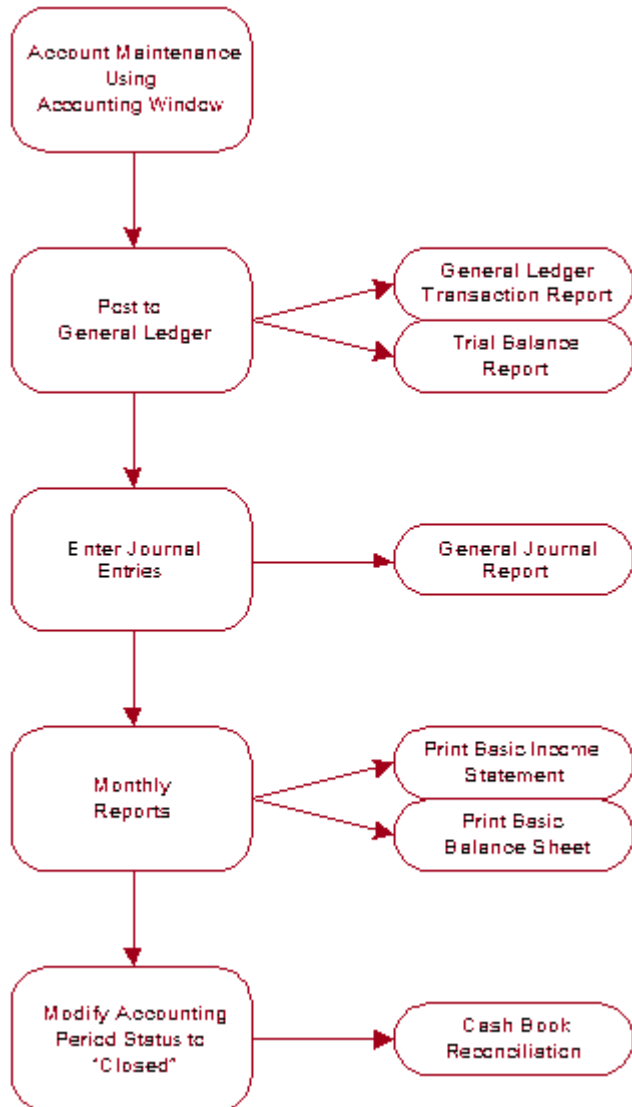 Account Maintenance
Using
Accounting Window
Post to
General Ledger
General Ledger
Transaction Report
Trial Balance
Report
Enter Journal
Entries
General Journal
Report
Monthly
Reports
Print Basic Income
Statement
Print Basic
Balance Sheet
Modify Accounting
Period Status to
"Closed"
Cash Book
Reconciliation